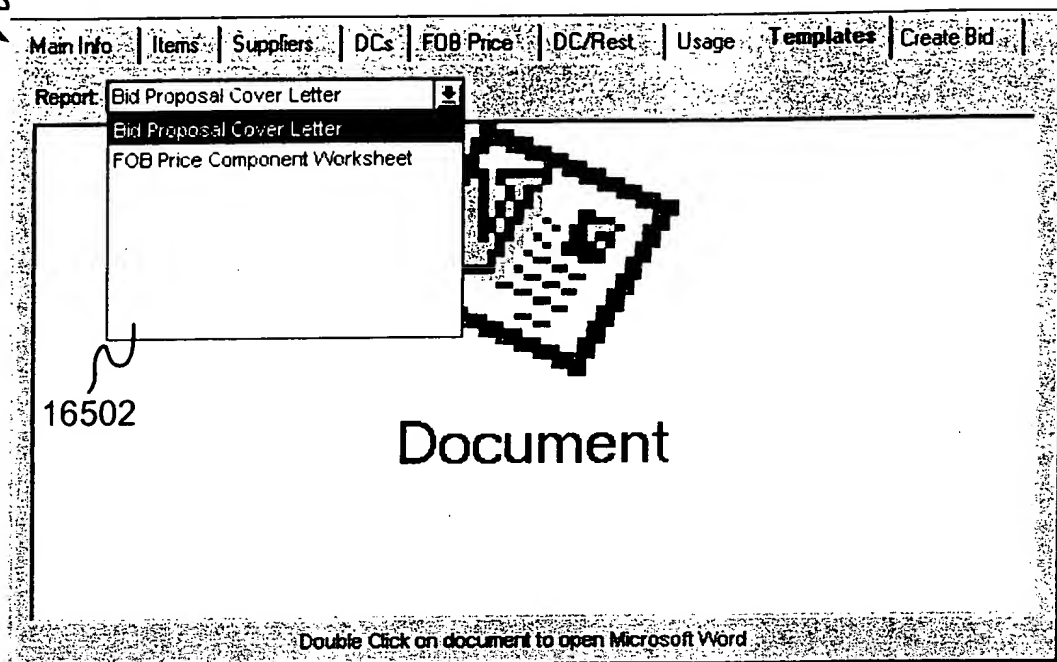 Main Info Items Suppliers DCs FOB Price DC/Rest. Usage Templates Create Bid
Report: Bid Proposal Cover Letter
Bid Proposal Cover Letter
FOB Price Component Worksheet
16502
Document
Double Click on document to open Microsoft Word